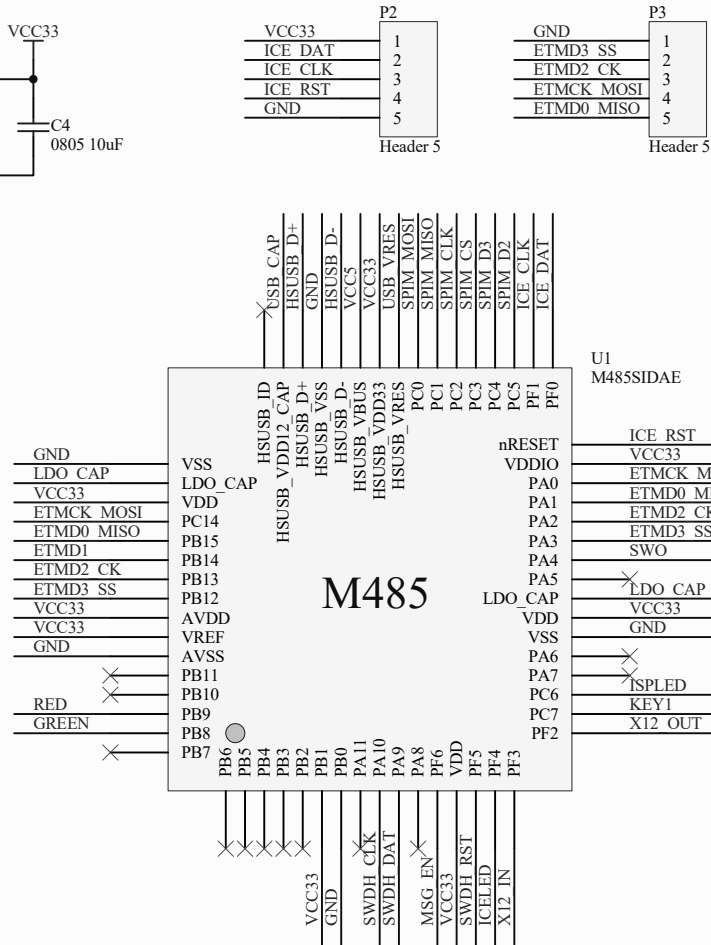 VCC33
C4
0805 10uF
P2
VCC33 1
ICE_DAT 2
ICE_CLK 3
ICE_RST 4
GND 5
Header 5
P3
GND 1
ETMD3_SS 2
ETMD2_CK 3
ETMCK_MOSI 4
ETMD0_MISO 5
Header 5
USB_CAP
HSUSB_D+
GND
HSUSB_D-
VCC5
VCC33
USB_VRES
SPIM_MOSI
SPIM_MISO
SPIM_CLK
SPIM_CS
SPIM_D3
SPIM_D2
ICE_CLK
ICE_DAT
U1
M485SIDAE
HSUSB_ID
HSUSB_VDD12_CAP
HSUSB_D+
HSUSB_VSS
HSUSB_D-
HSUSB_VBUS
HSUSB_VDD33
HSUSB_VRES
PC0
PC1
PC2
PC3
PC4
PC5
PF1
PF0
GND VSS
LDO_CAP LDO_CAP
VCC33 VDD
ETMCK_MOSI PC14
ETMD0_MISO PB15
ETMD1 PB14
ETMD2_CK PB13
ETMD3_SS PB12
VCC33 AVDD
VCC33 VREF
GND AVSS
PB11
PB10
RED PB9
GREEN PB8
PB7
M485
nRESET ICE_RST
VDDIO VCC33
PA0 ETMCK_M
PA1 ETMD0_MI
PA2 ETMD2_CK
PA3 ETMD3_SS
PA4 SWO
PA5
LDO_CAP LDO_CAP
VDD VCC33
VSS GND
PA6
PA7
PC6 ISPLED
PC7 KEY1
PF2 X12_OUT
PB6
PB5
PB4
PB3
PB2
PB1
PB0
PA11
PA10
PA9
PA8
PF6
VDD
PF5
PF4
PF3
VCC33
GND
SWDH_CLK
SWDH_DAT
MSG_EN
VCC33
SWDH_RST
ICELED
X12_IN